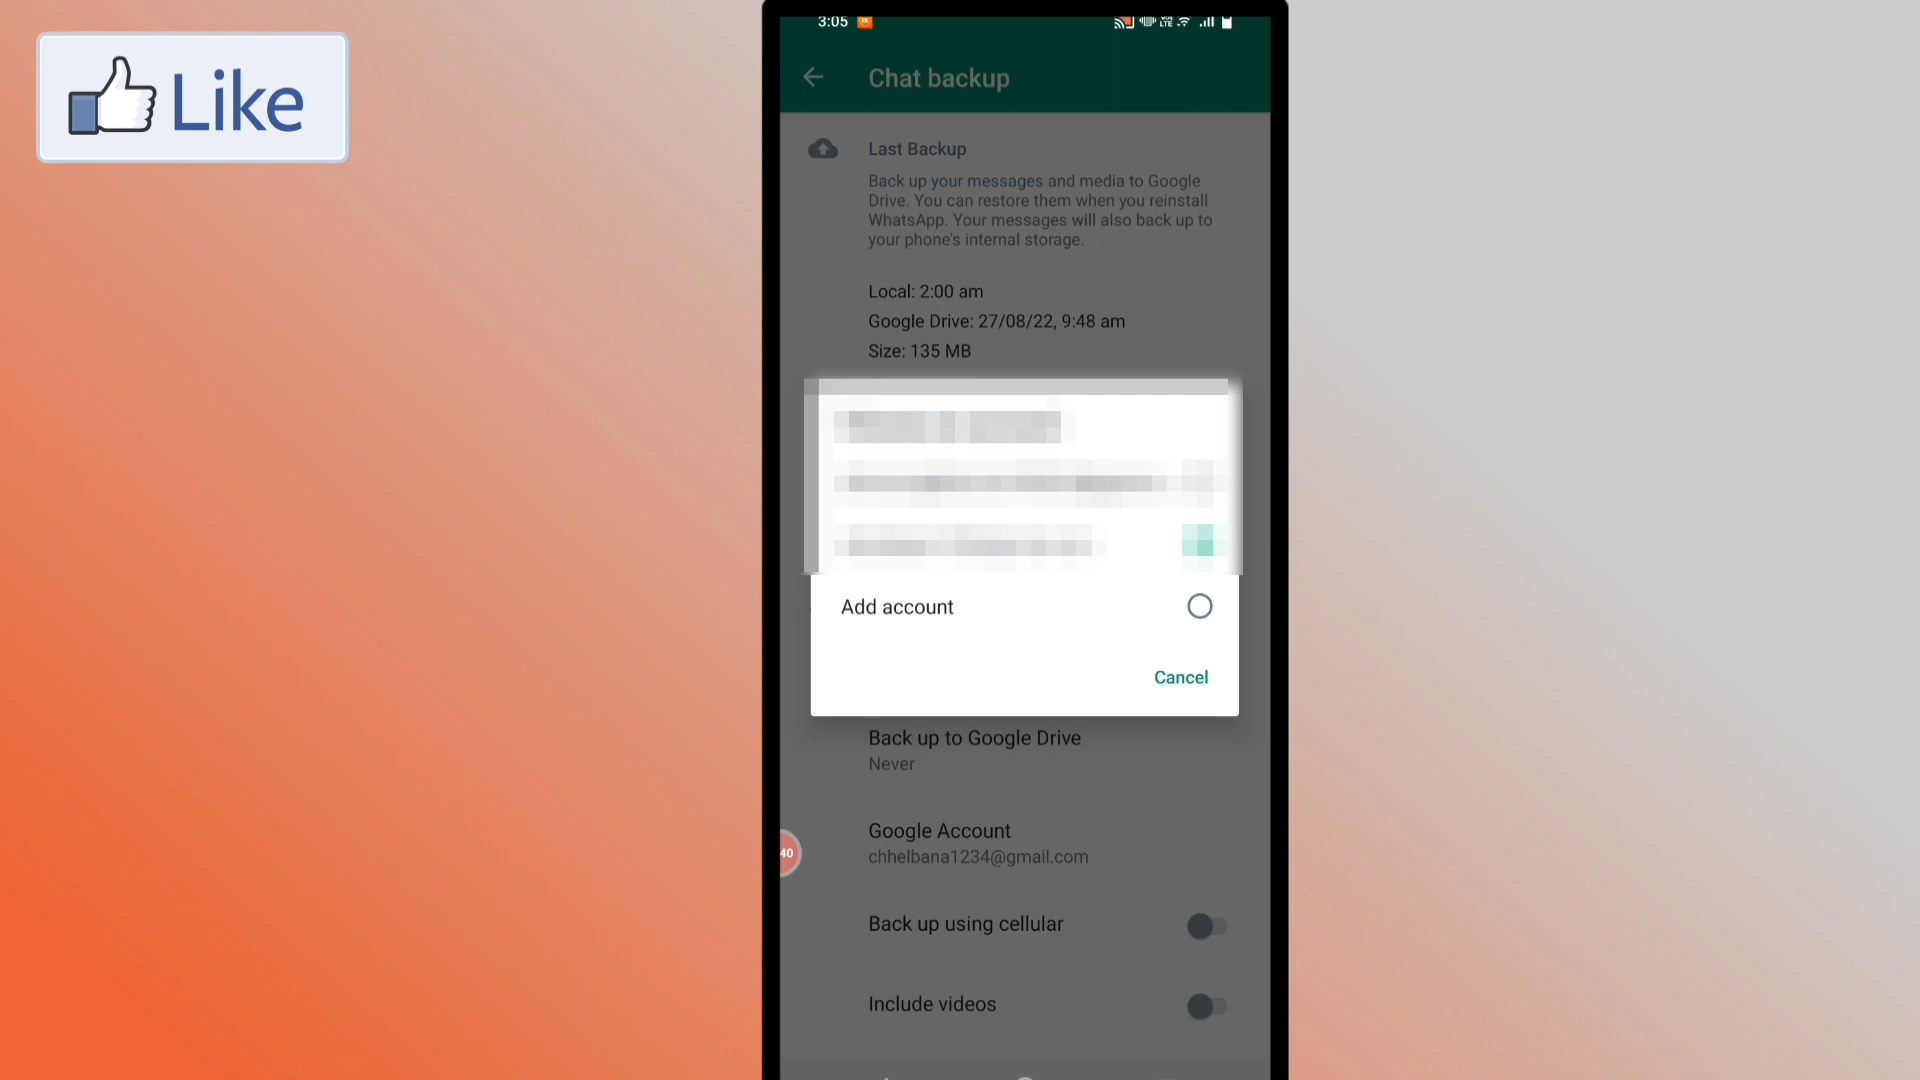 Like
3:05
Chat backup
Last Backup
Back up your messages and media to Google
Drive. You can restore them when you reinstall
WhatsApp. Your messages will also back up to
your phone's internal storage.
Local: 2:00 am
Google Drive: 27/08/22, 9:48 am
Size: 135 MB
Add account
Cancel
Back up to Google Drive
Never
Google Account
chhelbana1234@gmail.com
40
Back up using cellular
Include videos